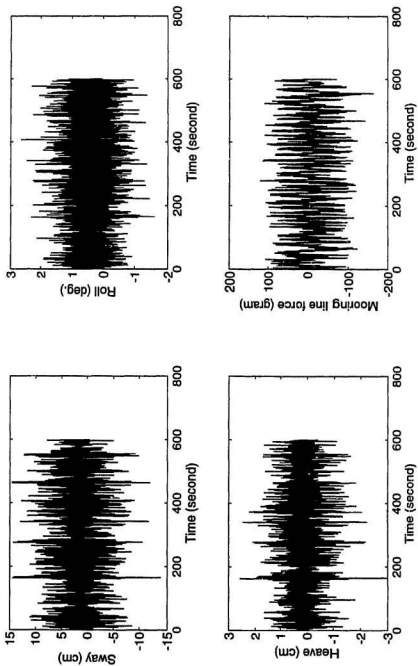 15
10
5
0
-5
-10
-15
Sway (cm)
0 200 400 600 800
Time (second)
3
2
1
0
-1
-2
Roll (deg.)
0 200 400 600 800
Time (second)
3
2
1
0
-1
-2
-3
Heave (cm)
0 200 400 600 800
Time (second)
200
100
0
-100
-200
Mooring line force (gram)
0 200 400 600 800
Time (second)